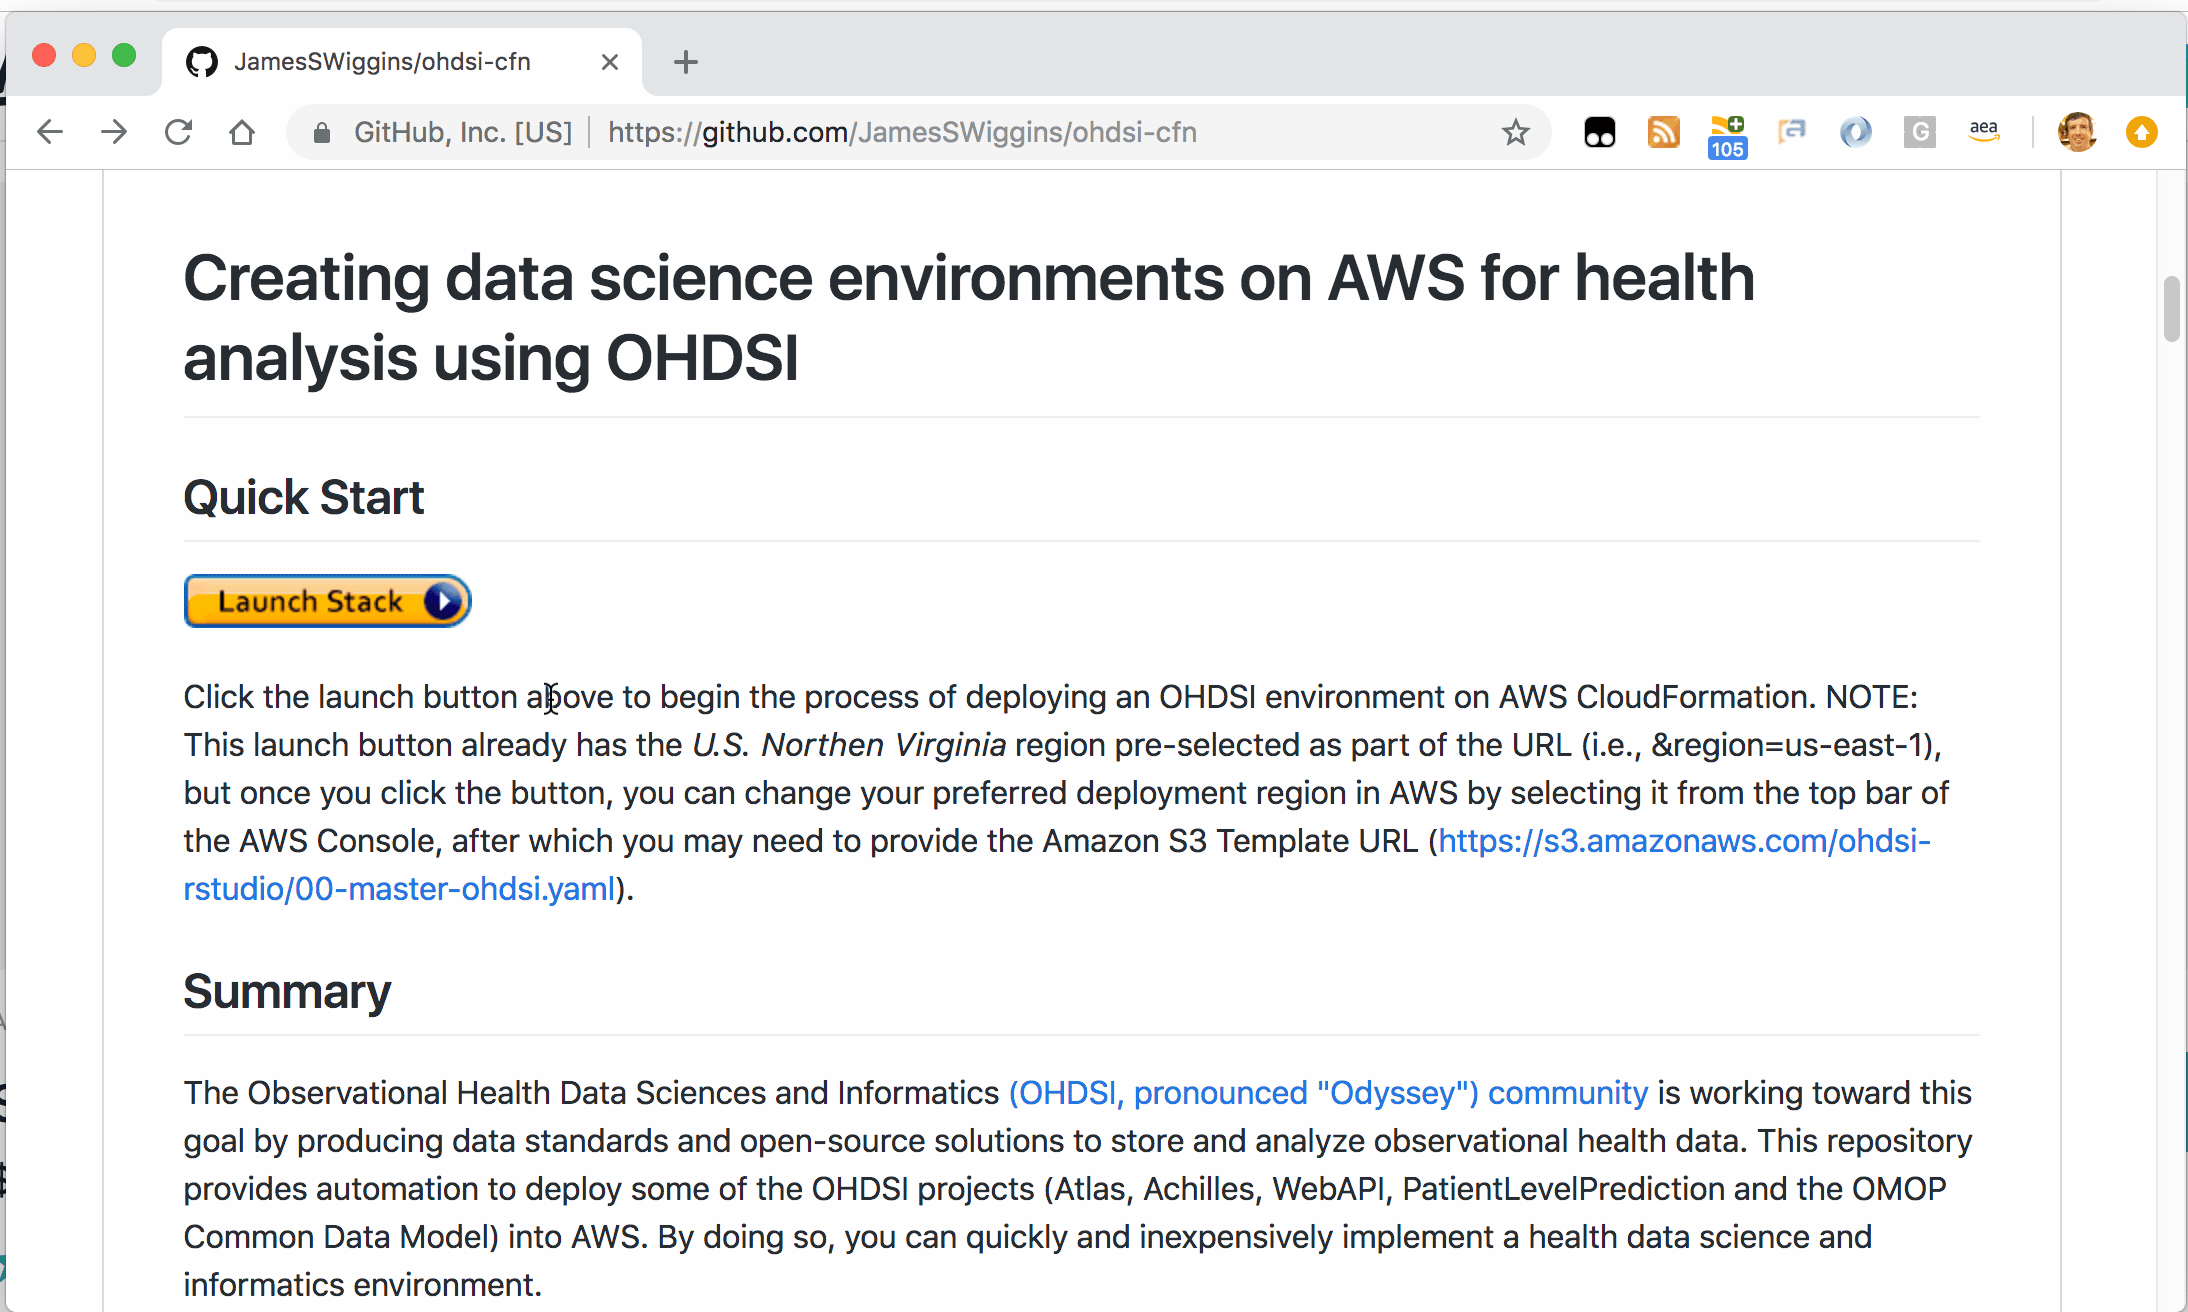 JamesSWiggins/ohdsi-cfn
GitHub, Inc. [US] https://github.com/JamesSWiggins/ohdsi-cfn
105
G
aea
Creating data science environments on AWS for health
analysis using OHDSI
Quick Start
Launch Stack
Click the launch button above to begin the process of deploying an OHDSI environment on AWS CloudFormation. NOTE:
This launch button already has the U.S. Northen Virginia region pre-selected as part of the URL (i.e., &region=us-east-1),
but once you click the button, you can change your preferred deployment region in AWS by selecting it from the top bar of
the AWS Console, after which you may need to provide the Amazon S3 Template URL (https://s3.amazonaws.com/ohdsi-
rstudio/00-master-ohdsi.yaml).
Summary
The Observational Health Data Sciences and Informatics (OHDSI, pronounced "Odyssey") community is working toward this
goal by producing data standards and open-source solutions to store and analyze observational health data. This repository
provides automation to deploy some of the OHDSI projects (Atlas, Achilles, WebAPI, PatientLevelPrediction and the OMOP
Common Data Model) into AWS. By doing so, you can quickly and inexpensively implement a health data science and
informatics environment.